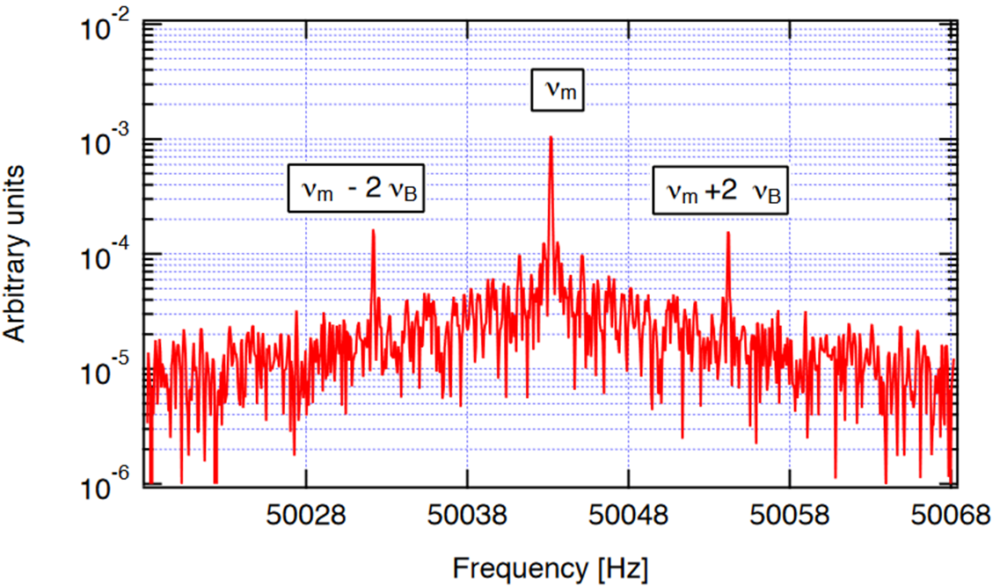 10-2
νm
10-3
νm - 2 νB
νm +2 νB
10-4
10-5
10-6
Arbitrary units
50028 50038 50048 50058 50068
Frequency [Hz]